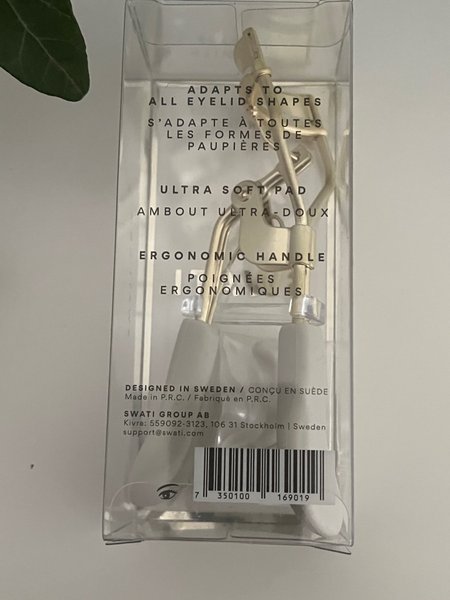 ADAPTS TO
ALL EYELID SHAPES
S'ADAPTE À TOUTES
LES FORMES DE
PAUPIÈRES
ULTRA SOFT PAD
AMBOUT ULTRA-DOUX
ERGONOMIC HANDLE
POIGNÉES
ERGONOMIQUES
DESIGNED IN SWEDEN / CONÇU EN SUÈDE
Made in P.R.C. / Fabriqué en P.R.C.
SWATI GROUP AB
Kivra: 559092-3123, 106 31 Stockholm | Sweden
support@swati.com
7 350100 169019